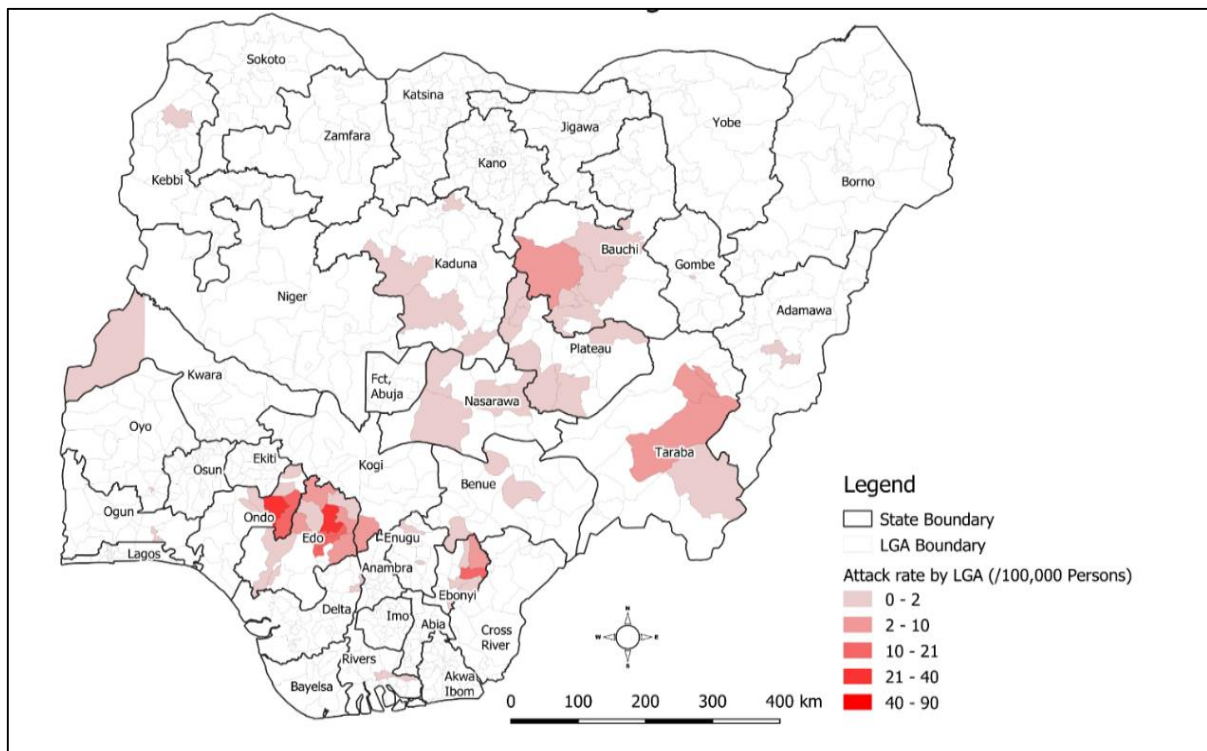 Sokoto
Katsina
Jigawa
Yobe
Zamfara
Kano
Borno
Kebbi
Bauchi
Kaduna
Gombe
Niger
Adamawa
Plateau
Kwara
Fct,
Abuja
Nasarawa
Oyo
Taraba
Osun
Ekiti
Kogi
Benue
Ogun
Ondo
Edo
Enugu
Lagos
Anambra
Ebonyi
Delta
Imo
Abia
Cross
River
Rivers
Bayelsa
Akwa
Ibom
N
W
E
S
0 100 200 300 400 km
Legend
State Boundary
LGA Boundary
Attack rate by LGA (/100,000 Persons)
0 - 2
2 - 10
10 - 21
21 - 40
40 - 90